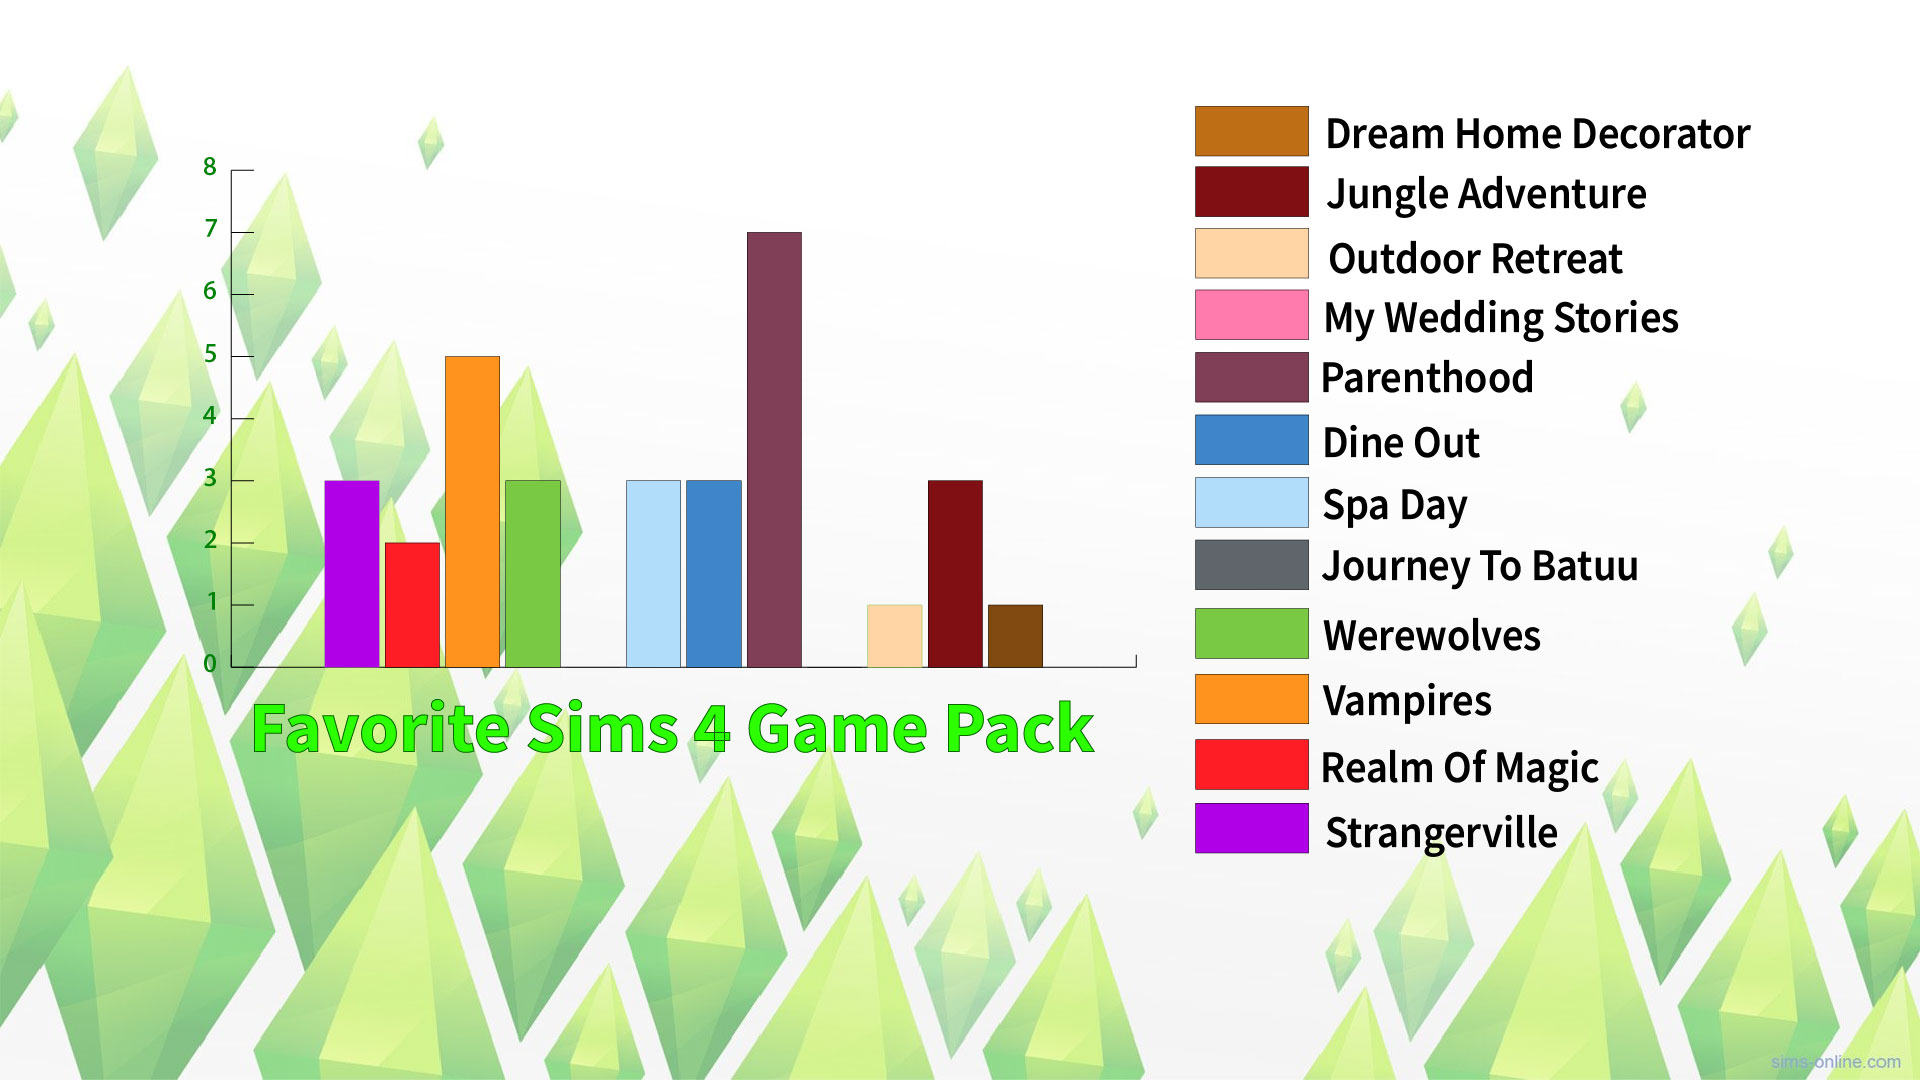 8
7
6
5
4
3
2
1
0
Favorite Sims 4 Game Pack
Dream Home Decorator
Jungle Adventure
Outdoor Retreat
My Wedding Stories
Parenthood
Dine Out
Spa Day
Journey To Batuu
Werewolves
Vampires
Realm Of Magic
Strangerville
sims-online.com